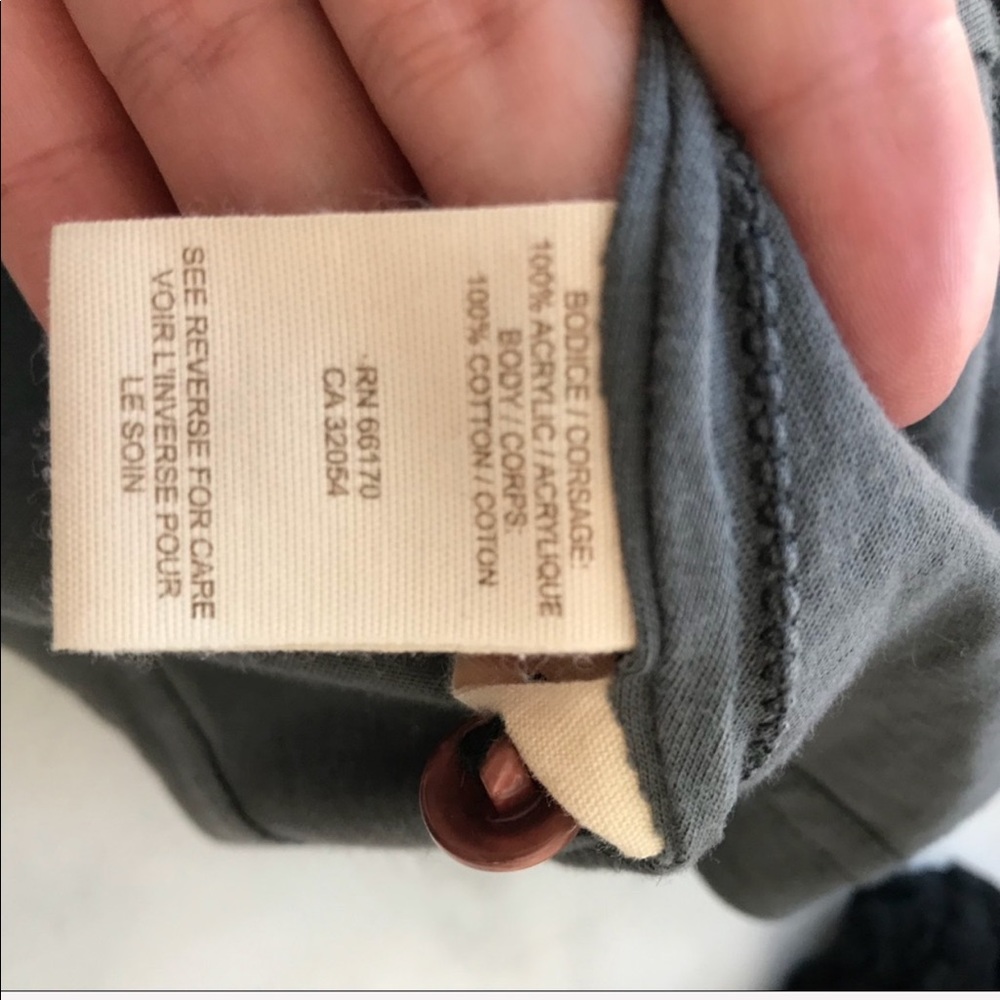 BODICE / CORSAGE:
100% ACRYLIC / ACRYLIQUE
BODY / CORPS:
100% COTTON / COTON
RN 66170
CA 32054
SEE REVERSE FOR CARE
VOIR L'INVERSE POUR
LE SOIN